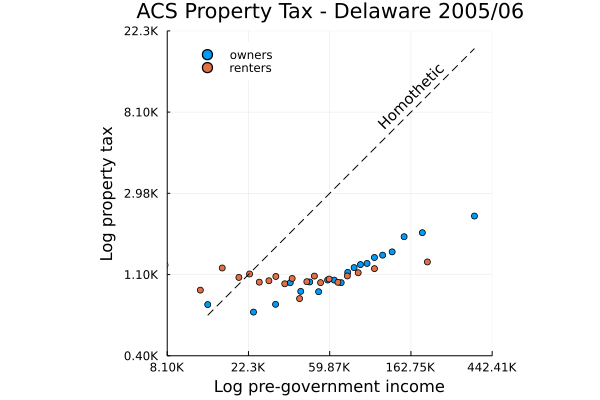 ACS Property Tax - Delaware 2005/06
22.3K
owners
renters
Homothetic
8.10K
Log property tax
2.98K
1.10K
0.40K
8.10K 22.3K 59.87K 162.75K 442.41K
Log pre-government income